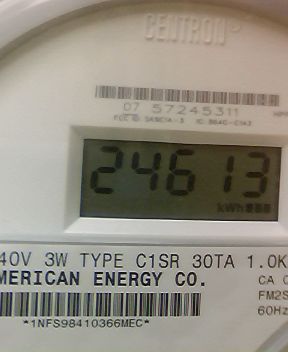 CENTRON
07 57245311
24613
kWh
40V 3W TYPE C1SR 30TA 1.0K
MERICAN ENERGY CO.
CA
FM2S
60Hz
*1NFS98410366MEC*